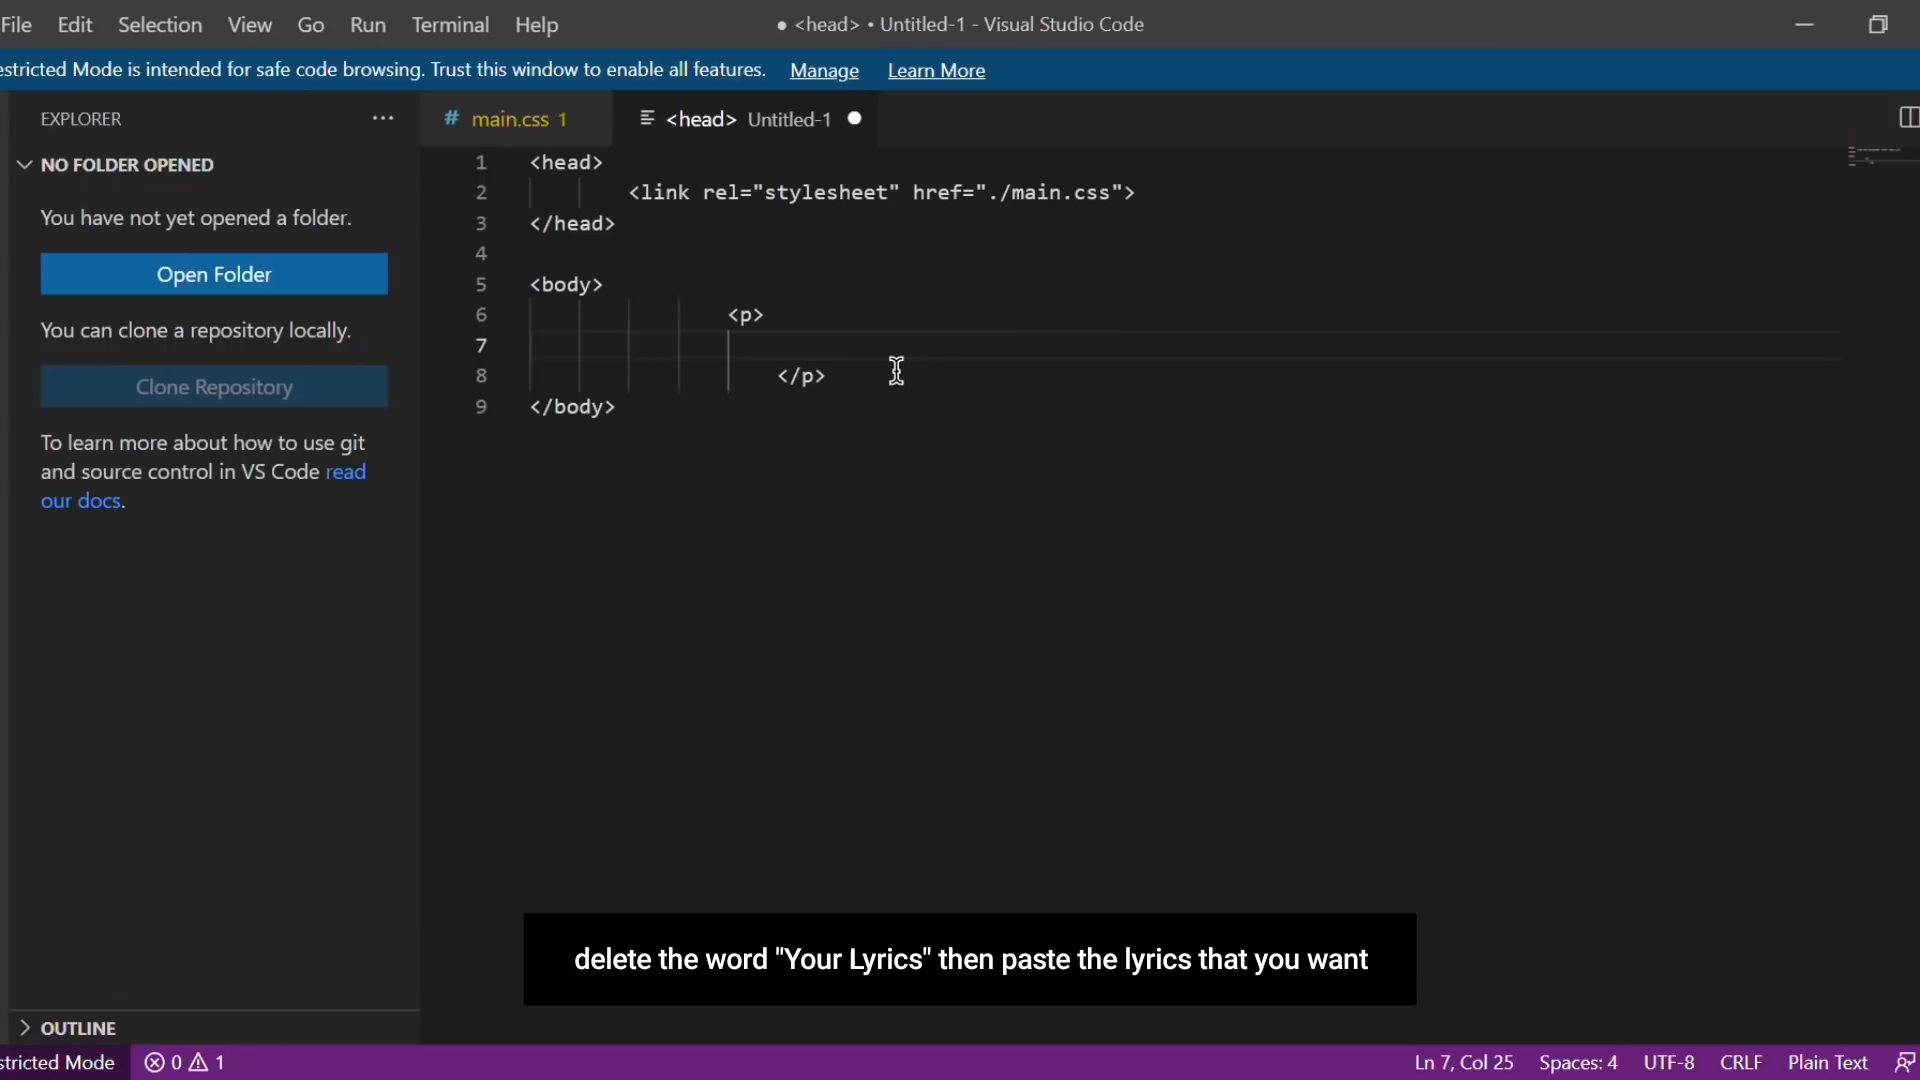 File Edit Selection View Go Run Terminal Help
● <head> • Untitled-1 - Visual Studio Code
estricted Mode is intended for safe code browsing. Trust this window to enable all features. Manage Learn More
EXPLORER ···
# main.css 1
<head> Untitled-1 ●
NO FOLDER OPENED
You have not yet opened a folder.
Open Folder
You can clone a repository locally.
Clone Repository
To learn more about how to use git
and source control in VS Code read
our docs.
OUTLINE
1 <head>
2 <link rel="stylesheet" href="./main.css">
3 </head>
4
5 <body>
6 <p>
7
8 </p>
9 </body>
delete the word "Your Lyrics" then paste the lyrics that you want
stricted Mode 0 1 Ln 7, Col 25 Spaces: 4 UTF-8 CRLF Plain Text